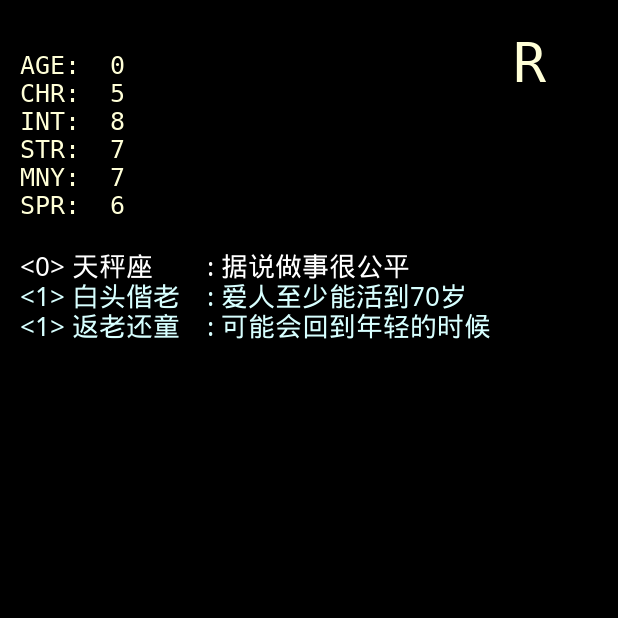 R
AGE: 0
CHR: 5
INT: 8
STR: 7
MNY: 7
SPR: 6
<0> 天秤座 : 据说做事很公平
<1> 白头偕老 : 爱人至少能活到70岁
<1> 返老还童 : 可能会回到年轻的时候